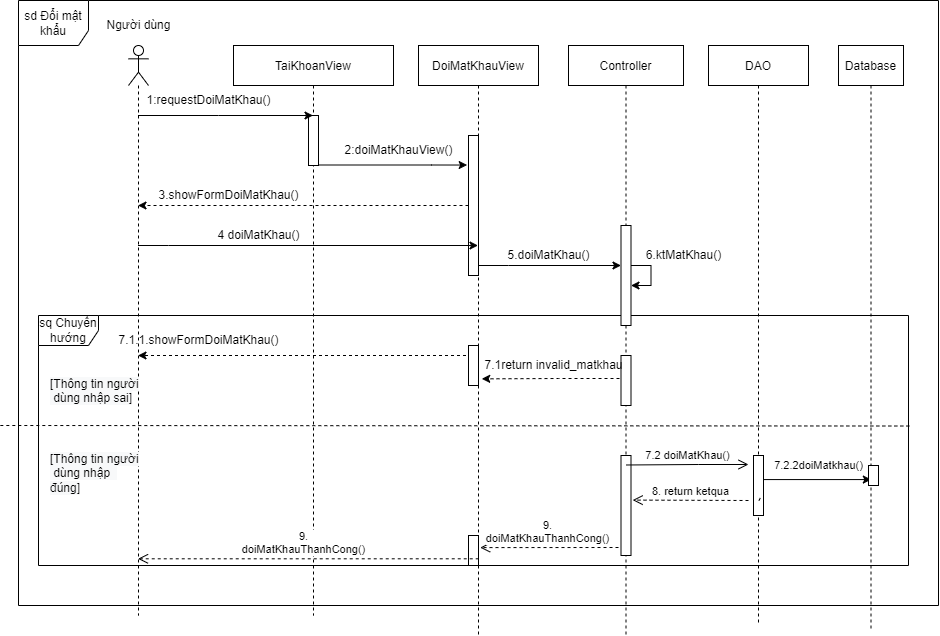 sd Đổi mật
khẩu
Người dùng
TaiKhoanView
DoiMatKhauView
Controller
DAO
Database
1:requestDoiMatKhau()
2:doiMatKhauView()
3.showFormDoiMatKhau()
4 doiMatKhau()
5.doiMatKhau()
6.ktMatKhau()
sq Chuyển
hướng
7.1.1.showFormDoiMatKhau()
7.1return invalid_matkhau
[Thông tin người
dùng nhập sai]
[Thông tin người
dùng nhập
đúng]
7.2 doiMatKhau()
7.2.2doiMatkhau()
8. return ketqua
9.
doiMatKhauThanhCong()
9.
doiMatKhauThanhCong()